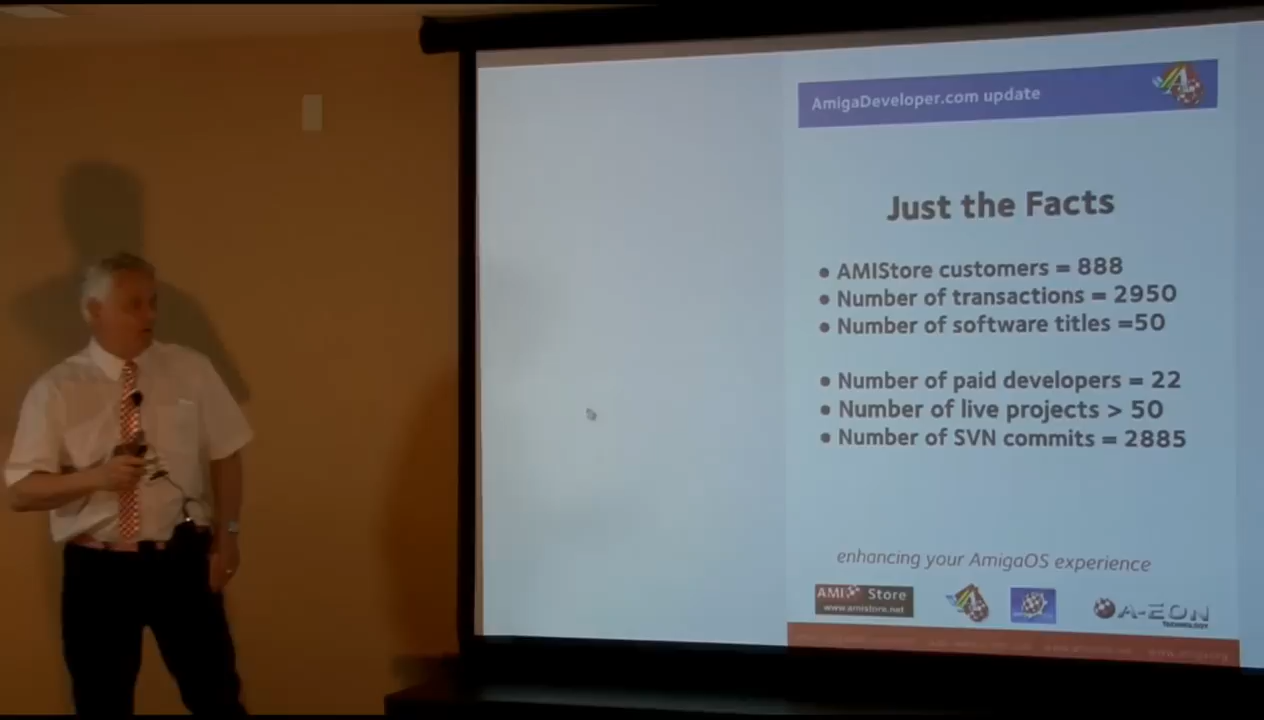 AmigaDeveloper.com update
Just the Facts
• AMIStore customers = 888
• Number of transactions = 2950
• Number of software titles =50
• Number of paid developers = 22
• Number of live projects > 50
• Number of SVN commits = 2885
enhancing your AmigaOS experience
AMI Store
www.amistore.net
A-EON
TECHNOLOGY